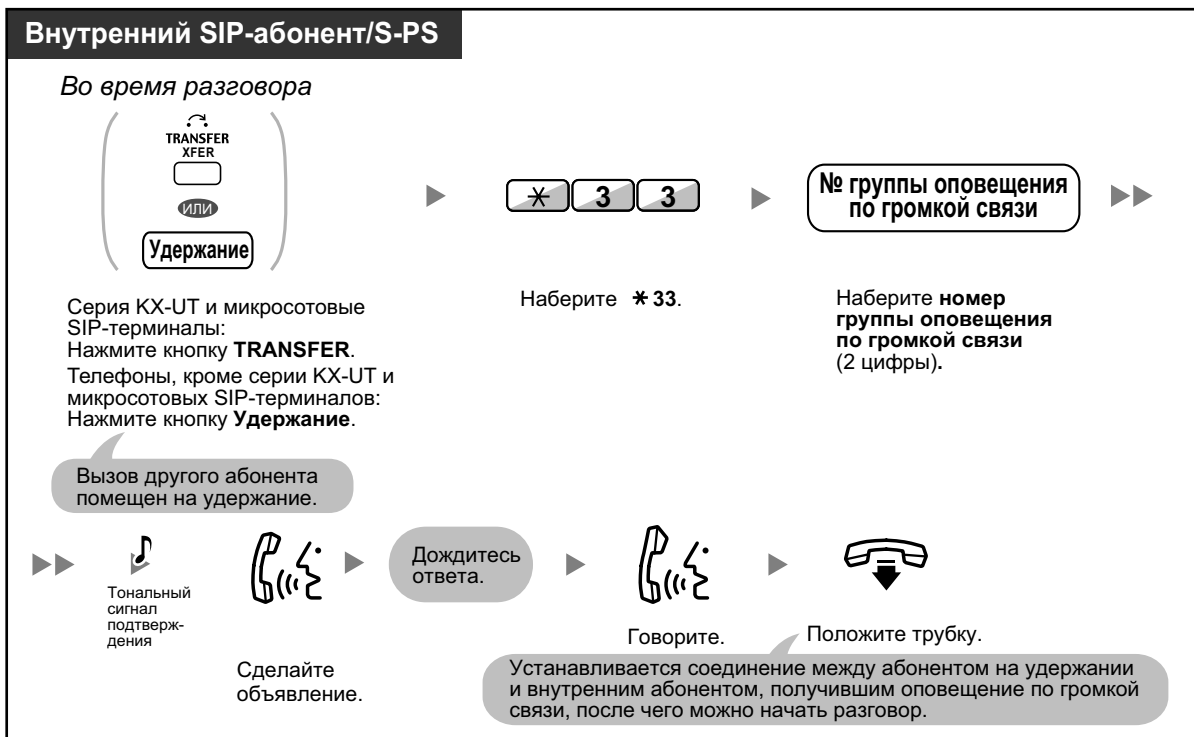 Внутренний SIP-абонент/S-PS
Во время разговора
TRANSFER
XFER
или
Удержание
Серия KX-UT и микросотовые
SIP-терминалы:
Нажмите кнопку TRANSFER.
Телефоны, кроме серии KX-UT и
микросотовых SIP-терминалов:
Нажмите кнопку Удержание.
Вызов другого абонента
помещен на удержание.
* 3 3
Наберите *33.
№ группы оповещения
по громкой связи
Наберите номер
группы оповещения
по громкой связи
(2 цифры).
Тональный
сигнал
подтверж-
дения
Сделайте
объявление.
Дождитесь
ответа.
Говорите.
Положите трубку.
Устанавливается соединение между абонентом на удержании
и внутренним абонентом, получившим оповещение по громкой
связи, после чего можно начать разговор.